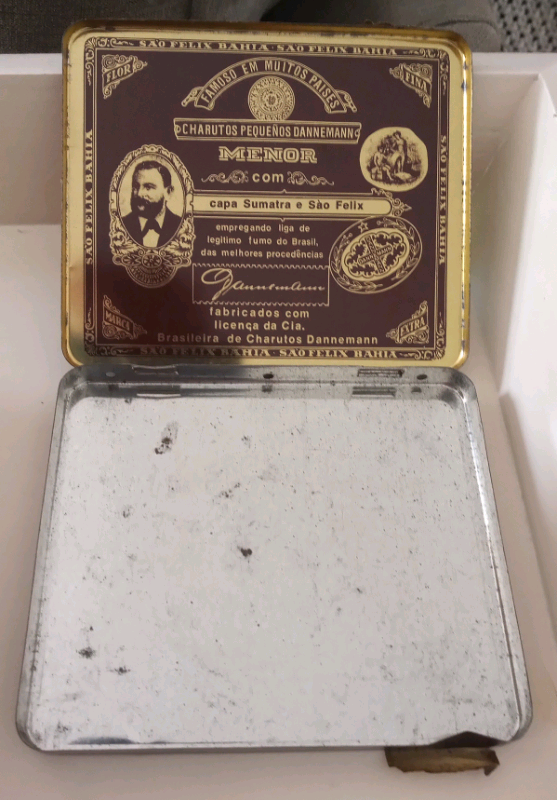 SÃO FELIX BAHIA · SÃO FELIX BAHIA
FLOR
FINA
FAMOSO EM MUITOS PAISES
CHARUTOS PEQUEÑOS DANNEMANN
MENOR
com
capa Sumatra e Sào Felix
empregando liga de
legitimo fumo do Brasil,
das melhores procedências
Dannemann
fabricados com
licença da Cia.
Brasileira de Charutos Dannemann
MARCA
EXTRA
SÃO FELIX BAHIA
SÃO FELIX BAHIA
SÃO FELIX BAHIA · SÃO FELIX BAHIA